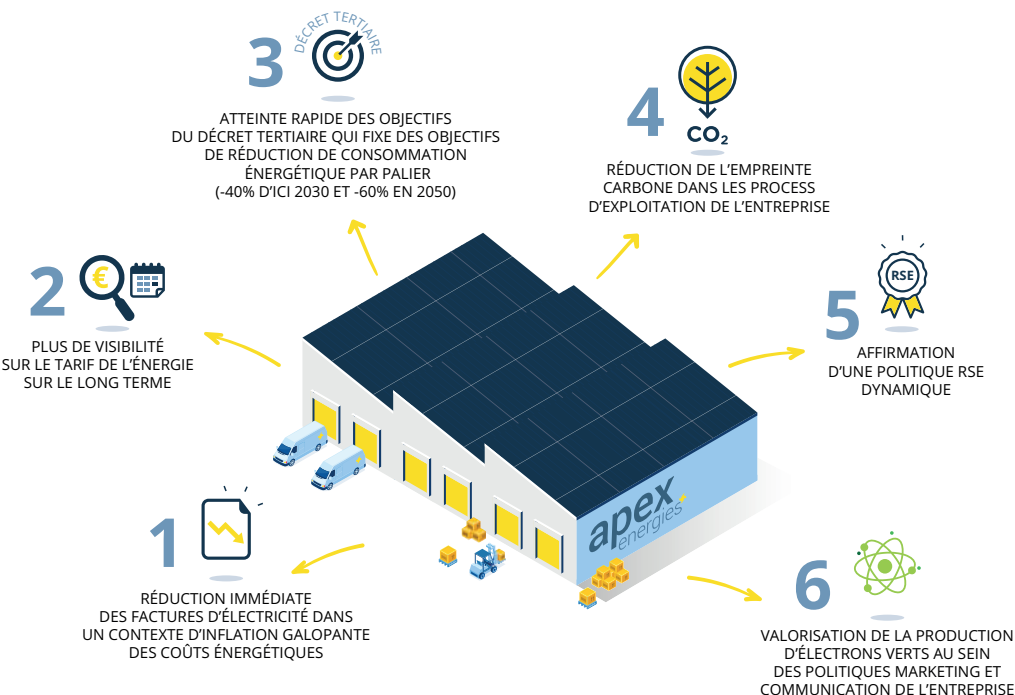 1
RÉDUCTION IMMÉDIATE
DES FACTURES D'ÉLECTRICITÉ DANS
UN CONTEXTE D'INFLATION GALOPANTE
DES COÛTS ÉNERGÉTIQUES
2
€
PLUS DE VISIBILITÉ
SUR LE TARIF DE L'ÉNERGIE
SUR LE LONG TERME
3
DÉCRET TERTIAIRE
ATTEINTE RAPIDE DES OBJECTIFS
DU DÉCRET TERTIAIRE QUI FIXE DES OBJECTIFS
DE RÉDUCTION DE CONSOMMATION
ÉNERGÉTIQUE PAR PALIER
(-40% D'ICI 2030 ET -60% EN 2050)
4
CO₂
RÉDUCTION DE L'EMPREINTE
CARBONE DANS LES PROCESS
D'EXPLOITATION DE L'ENTREPRISE
5
RSE
AFFIRMATION
D'UNE POLITIQUE RSE
DYNAMIQUE
6
VALORISATION DE LA PRODUCTION
D'ÉLECTRONS VERTS AU SEIN
DES POLITIQUES MARKETING ET
COMMUNICATION DE L'ENTREPRISE
apex
energies